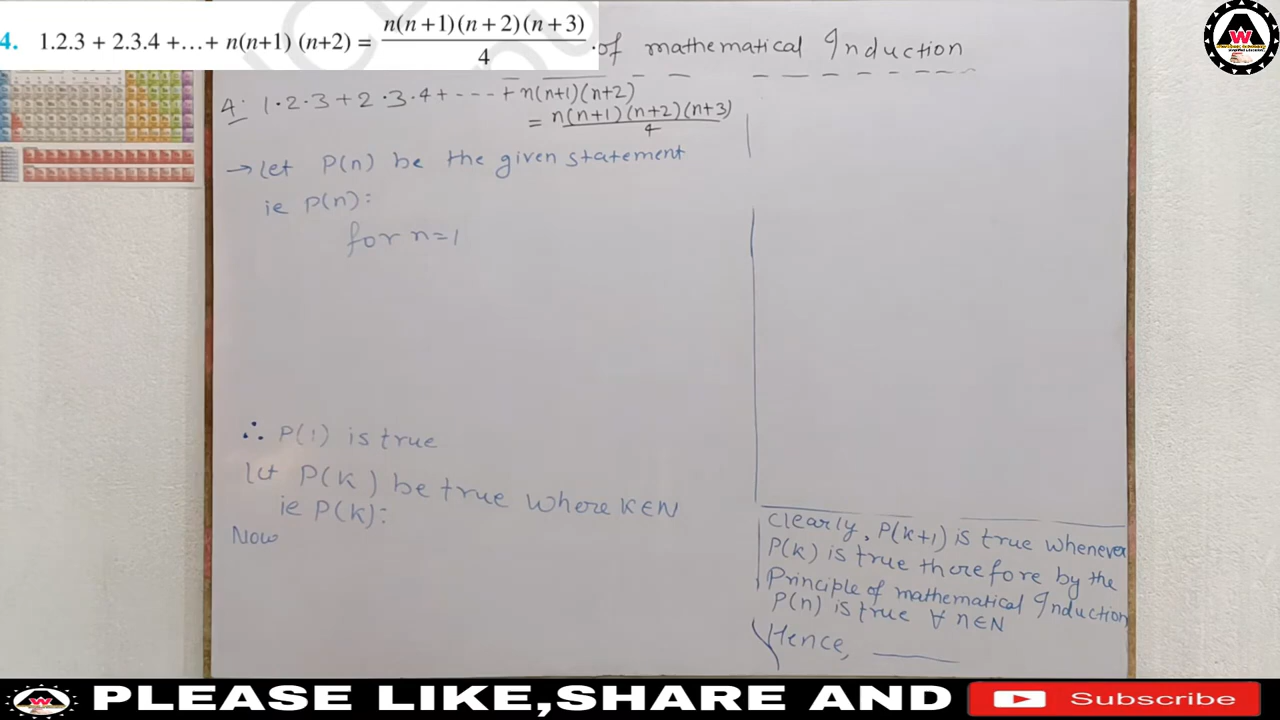 4. 1.2.3 + 2.3.4 +…+ n(n+1) (n+2) = n(n+1)(n+2)(n+3)/4 . of mathematical Induction
4: 1·2·3+2·3·4+----+n(n+1)(n+2)
= n(n+1)(n+2)(n+3)/4
→ let P(n) be the given statement
ie P(n):
for n=1
∴ P(1) is true
let P(k) be true where k∈N
ie P(k):
Now
Clearly, P(k+1) is true whenever
P(k) is true therefore by the
Principle of mathematical Induction
P(n) is true ∀ n∈N
Hence, ______
W
PLEASE LIKE,SHARE AND Subscribe